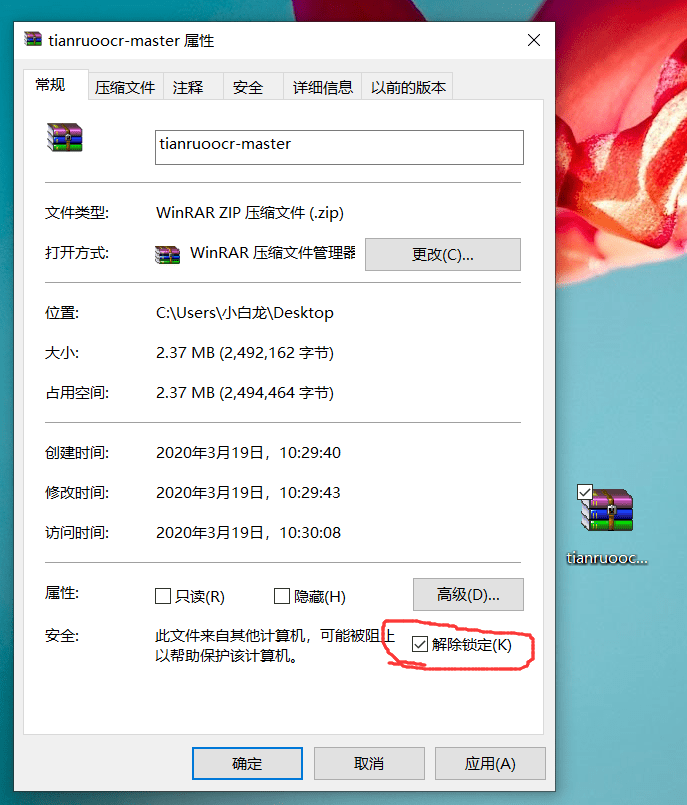 tianruoocr-master 属性
常规 压缩文件 注释 安全 详细信息 以前的版本
tianruoocr-master
文件类型: WinRAR ZIP 压缩文件 (.zip)
打开方式: WinRAR 压缩文件管理器 更改(C)...
位置: C:\Users\小白龙\Desktop
大小: 2.37 MB (2,492,162 字节)
占用空间: 2.37 MB (2,494,464 字节)
创建时间: 2020年3月19日，10:29:40
修改时间: 2020年3月19日，10:29:43
访问时间: 2020年3月19日，10:30:08
tianruooc...
属性: 只读(R) 隐藏(H) 高级(D)...
安全: 此文件来自其他计算机，可能被阻止
以帮助保护该计算机。
解除锁定(K)
确定 取消 应用(A)